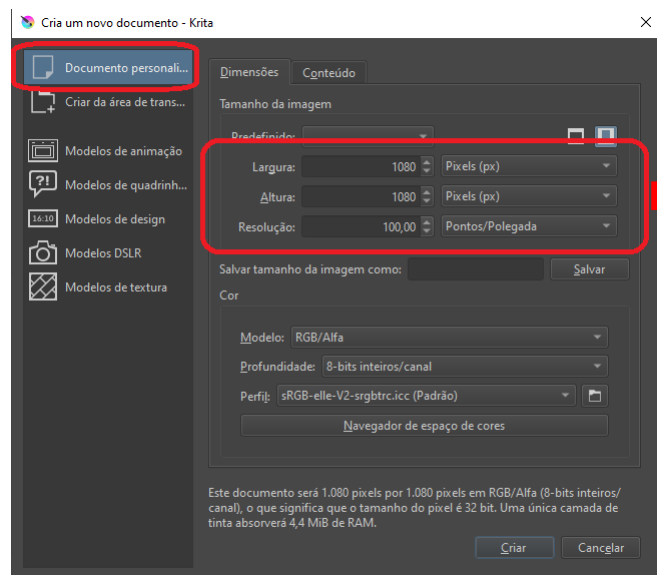 Cria um novo documento - Krita
Documento personali...
Criar da área de trans...
Modelos de animação
Modelos de quadrinh...
16:10 Modelos de design
Modelos DSLR
Modelos de textura
Dimensões Conteúdo
Tamanho da imagem
Predefinido:
Largura: 1080 Pixels (px)
Altura: 1080 Pixels (px)
Resolução: 100,00 Pontos/Polegada
Salvar tamanho da imagem como: Salvar
Cor
Modelo: RGB/Alfa
Profundidade: 8-bits inteiros/canal
Perfil: sRGB-elle-V2-srgbtrc.icc (Padrão)
Navegador de espaço de cores
Este documento será 1.080 pixels por 1.080 pixels em RGB/Alfa (8-bits inteiros/
canal), o que significa que o tamanho do pixel é 32 bit. Uma única camada de
tinta absorverá 4,4 MiB de RAM.
Criar Cancelar